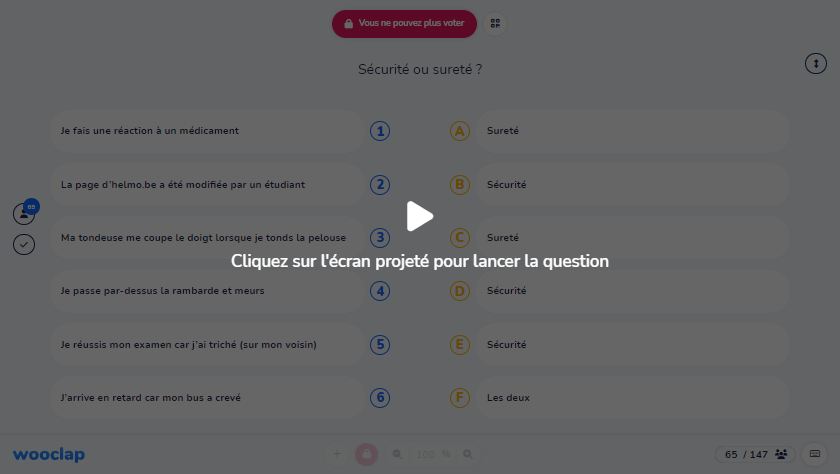 Vous ne pouvez plus voter
Sécurité ou sureté ?
Je fais une réaction à un médicament
1
A
Sureté
La page d'helmo.be a été modifiée par un étudiant
2
B
Sécurité
65
Ma tondeuse me coupe le doigt lorsque je tonds la pelouse
3
C
Sureté
Cliquez sur l'écran projeté pour lancer la question
Je passe par-dessus la rambarde et meurs
4
D
Sécurité
Je réussis mon examen car j'ai triché (sur mon voisin)
5
E
Sécurité
J'arrive en retard car mon bus a crevé
6
F
Les deux
wooclap
100 %
65 / 147